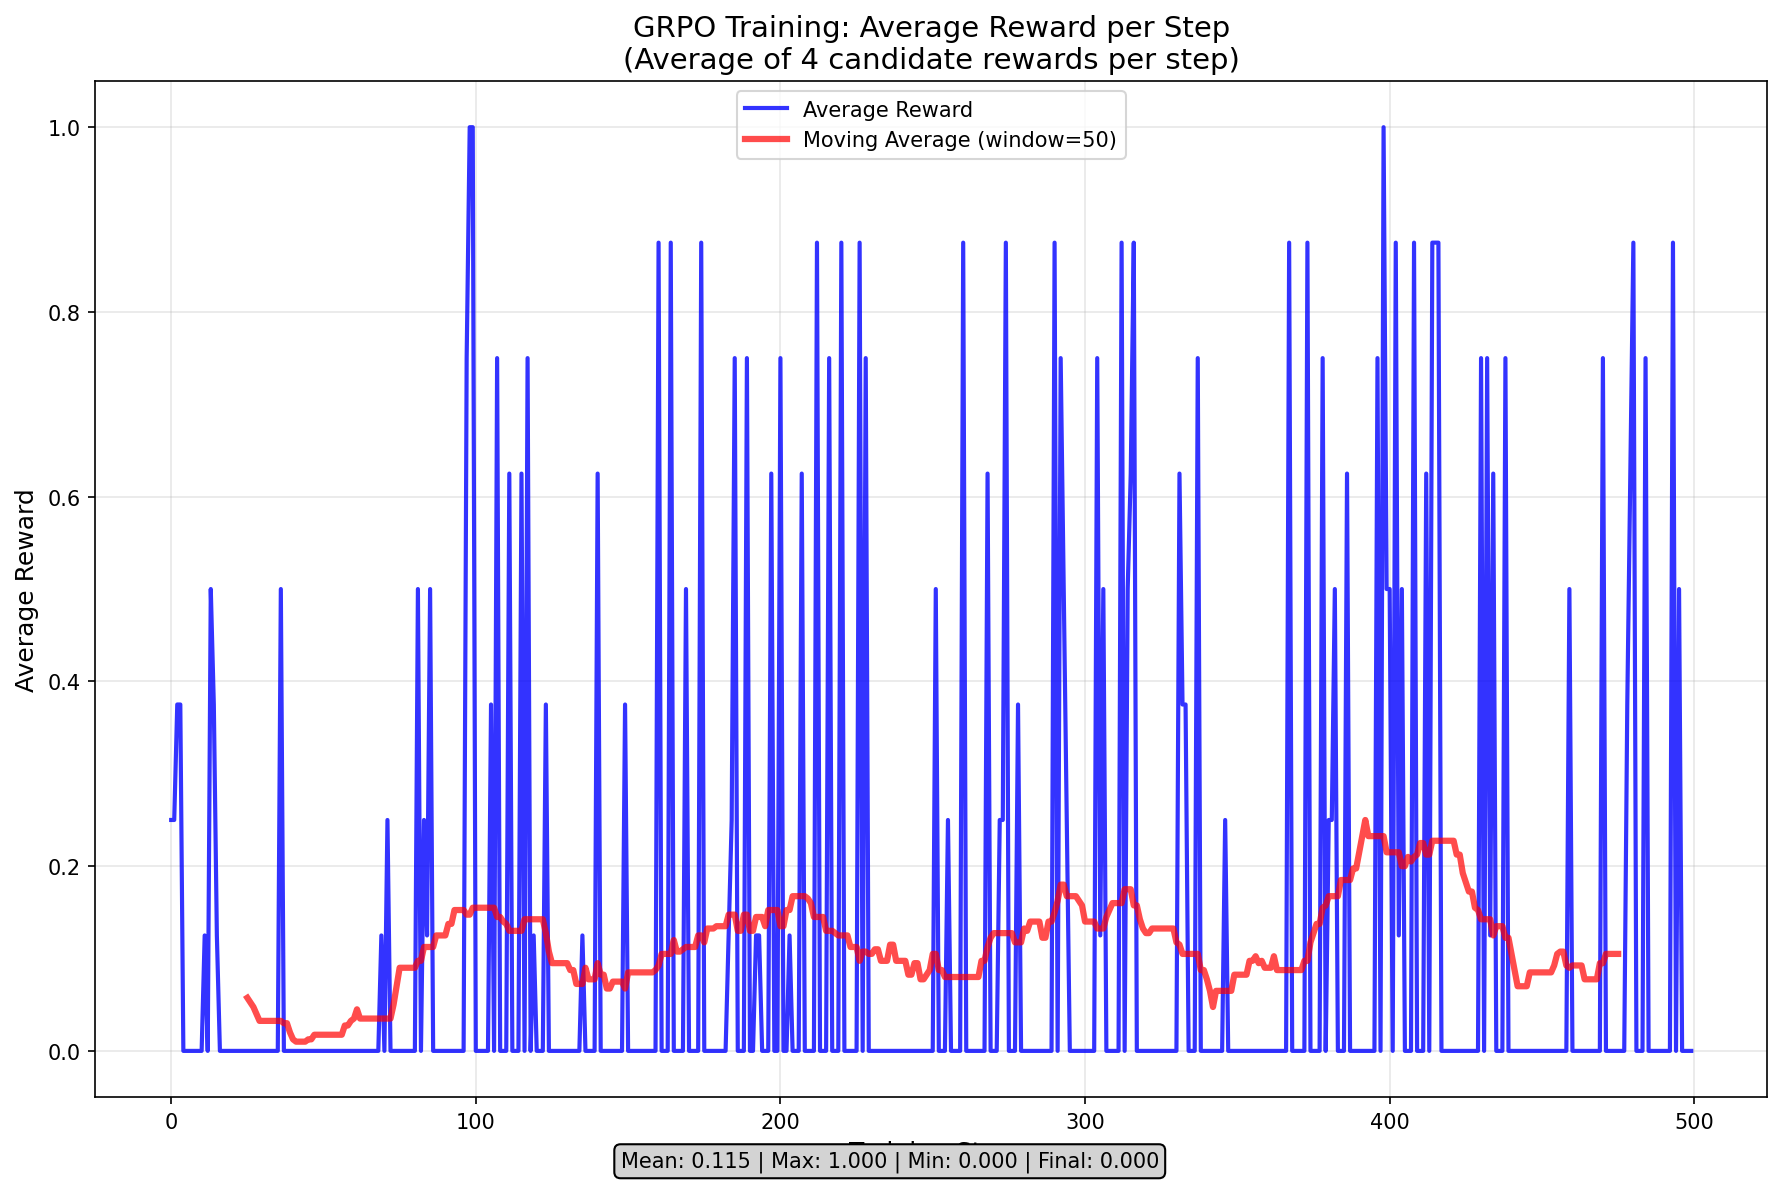 GRPO Training: Average Reward per Step
(Average of 4 candidate rewards per step)
Average Reward
Moving Average (window=50)
1.0
0.8
0.6
0.4
0.2
0.0
Average Reward
0 100 200 300 400 500
Mean: 0.115 | Max: 1.000 | Min: 0.000 | Final: 0.000